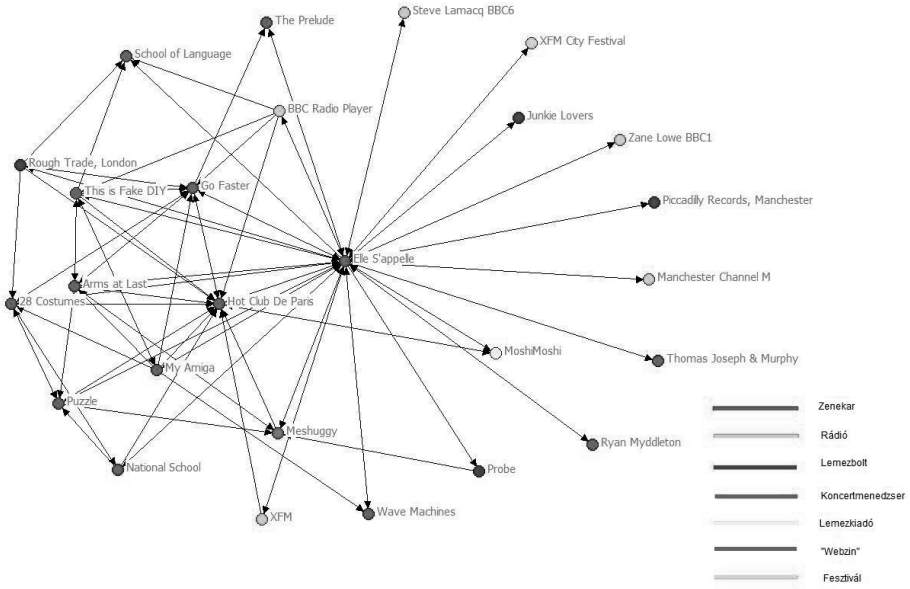 Steve Lamacq BBC6
The Prelude
XFM City Festival
School of Language
BBC Radio Player
Junkie Lovers
Zane Lowe BBC1
Rough Trade, London
This is Fake DIY
Go Faster
Piccadilly Records, Manchester
Elle S'appelle
Manchester Channel M
Arms at Last
28 Costumes
Hot Club De Paris
MoshiMoshi
Thomas Joseph & Murphy
My Amiga
Puzzle
Meshuggy
Ryan Myddleton
National School
Probe
XFM
Wave Machines
Zenekar
Rádió
Lemezbolt
Koncertmenedzser
Lemezkiadó
"Webzin"
Fesztivál